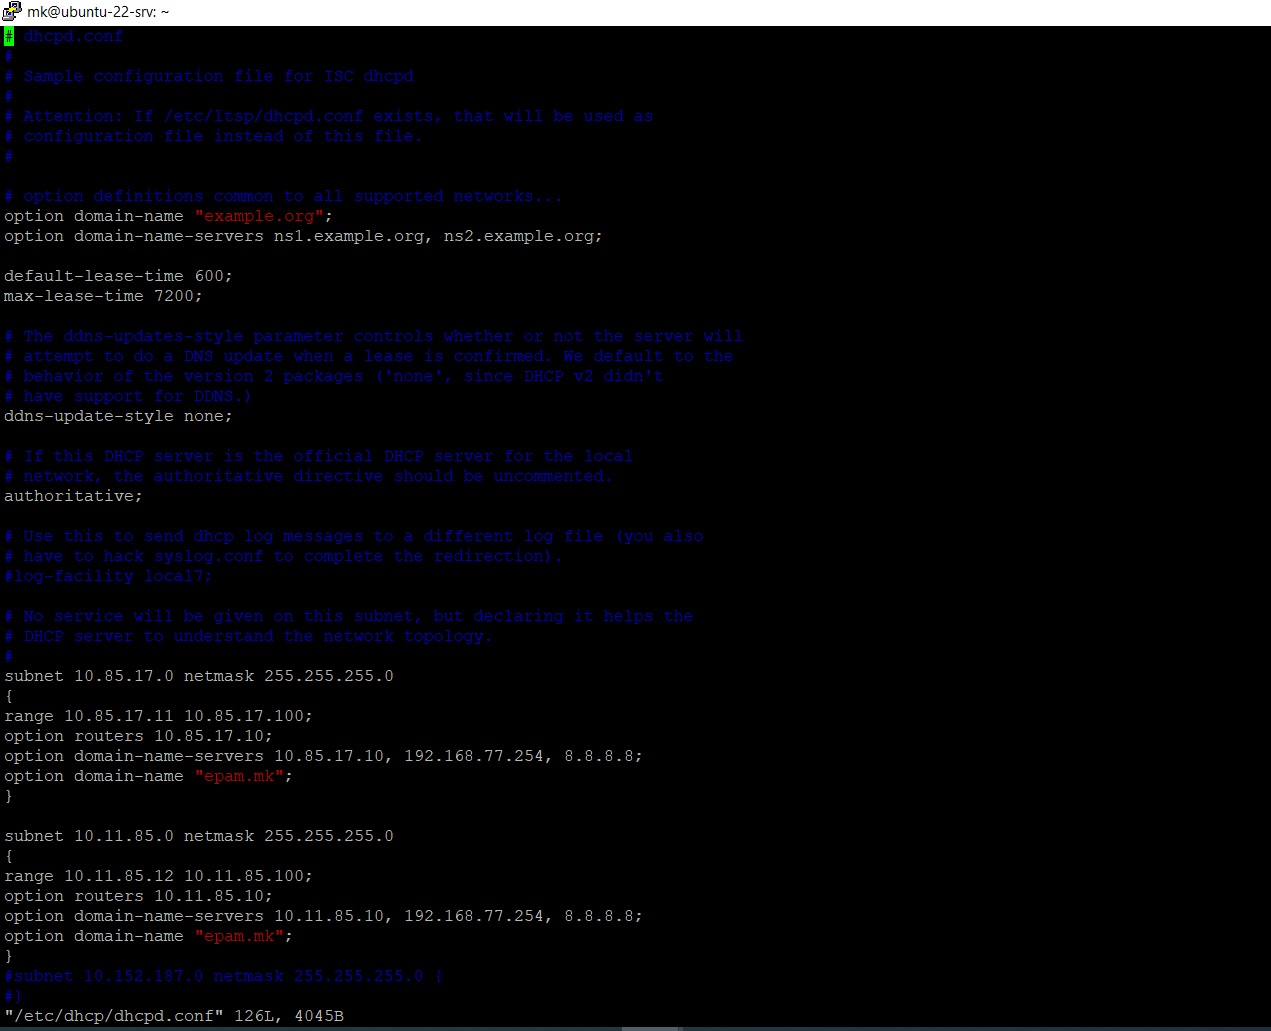 mk@ubuntu-22-srv: ~
# dhcpd.conf
#
# Sample configuration file for ISC dhcpd
#
# Attention: If /etc/ltsp/dhcpd.conf exists, that will be used as
# configuration file instead of this file.
#
# option definitions common to all supported networks...
option domain-name "example.org";
option domain-name-servers ns1.example.org, ns2.example.org;
default-lease-time 600;
max-lease-time 7200;
# The ddns-updates-style parameter controls whether or not the server will
# attempt to do a DNS update when a lease is confirmed. We default to the
# behavior of the version 2 packages ('none', since DHCP v2 didn't
# have support for DDNS.)
ddns-update-style none;
# If this DHCP server is the official DHCP server for the local
# network, the authoritative directive should be uncommented.
authoritative;
# Use this to send dhcp log messages to a different log file (you also
# have to hack syslog.conf to complete the redirection).
#log-facility local7;
# No service will be given on this subnet, but declaring it helps the
# DHCP server to understand the network topology.
#
subnet 10.85.17.0 netmask 255.255.255.0
{
range 10.85.17.11 10.85.17.100;
option routers 10.85.17.10;
option domain-name-servers 10.85.17.10, 192.168.77.254, 8.8.8.8;
option domain-name "epam.mk";
}
subnet 10.11.85.0 netmask 255.255.255.0
{
range 10.11.85.12 10.11.85.100;
option routers 10.11.85.10;
option domain-name-servers 10.11.85.10, 192.168.77.254, 8.8.8.8;
option domain-name "epam.mk";
}
#subnet 10.152.187.0 netmask 255.255.255.0 {
#}
"/etc/dhcp/dhcpd.conf" 126L, 4045B